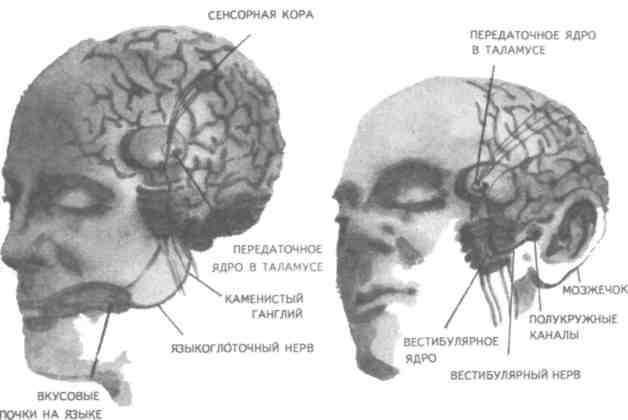 СЕНСОРНАЯ КОРА
ПЕРЕДАТОЧНОЕ
ЯДРО В ТАЛАМУСЕ
КАМЕНИСТЫЙ
ГАНГЛИЙ
ЯЗЫКОГЛОТОЧНЫЙ НЕРВ
ВКУСОВЫЕ
ПОЧКИ НА ЯЗЫКЕ
ПЕРЕДАТОЧНОЕ ЯДРО
В ТАЛАМУСЕ
МОЗЖЕЧОК
ПОЛУКРУЖНЫЕ
КАНАЛЫ
ВЕСТИБУЛЯРНОЕ
ЯДРО
ВЕСТИБУЛЯРНЫЙ НЕРВ